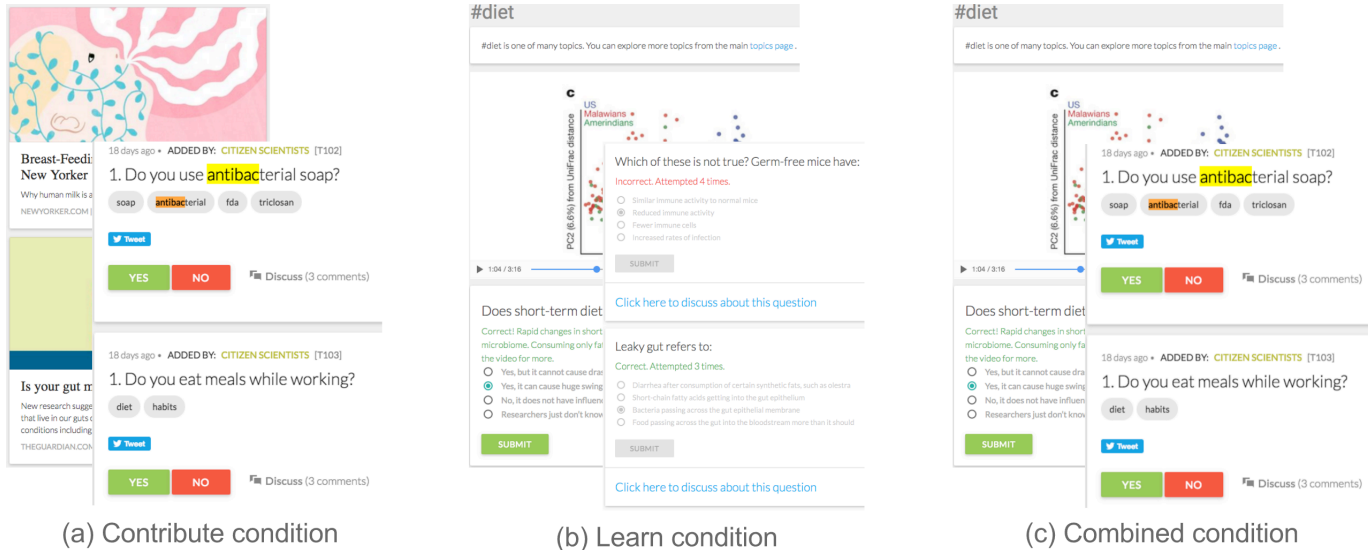 Breast-Feedi
New Yorker
Why human milk is a
NEWYORKER.COM |
Is your gut m
New research sugge
that live in our guts
conditions including
THEGUARDIAN.CON
18 days ago • ADDED BY: CITIZEN SCIENTISTS [T102]
1. Do you use antibacterial soap?
soap antibacterial fda triclosan
Tweet
YES NO Discuss (3 comments)
18 days ago • ADDED BY: CITIZEN SCIENTISTS [T103]
1. Do you eat meals while working?
diet habits
Tweet
YES NO Discuss (3 comments)
(a) Contribute condition
#diet
#diet is one of many topics. You can explore more topics from the main topics page .
c
US
Malawians
Amerindians
PC2 (6.6%) from UniFrac distance
1:04 / 3:16
Does short-term diet
Correct! Rapid changes in short
microbiome. Consuming only fa
the video for more.
Yes, but it cannot cause dra
Yes, it can cause huge swing
No, it does not have influen
Researchers just don't know
SUBMIT
Which of these is not true? Germ-free mice have:
Incorrect. Attempted 4 times.
Similar immune activity to normal mice
Reduced immune activity
Fewer immune cells
Increased rates of infection
SUBMIT
Click here to discuss about this question
Leaky gut refers to:
Correct. Attempted 3 times.
Diarrhea after consumption of certain synthetic fats, such as olestra
Short-chain fatty acids getting into the gut epithelium
Bacteria passing across the gut epithelial membrane
Food passing across the gut into the bloodstream more than it should
SUBMIT
Click here to discuss about this question
(b) Learn condition
#diet
#diet is one of many topics. You can explore more topics from the main topics page .
c
US
Malawians
Amerindians
PC2 (6.6%) from UniFrac distance
1:04 / 3:16
Does short-term diet
Correct! Rapid changes in short
microbiome. Consuming only fa
the video for more.
Yes, but it cannot cause dra
Yes, it can cause huge swing
No, it does not have influen
Researchers just don't know
SUBMIT
18 days ago • ADDED BY: CITIZEN SCIENTISTS [T102]
1. Do you use antibacterial soap?
soap antibacterial fda triclosan
Tweet
YES NO Discuss (3 comments)
18 days ago • ADDED BY: CITIZEN SCIENTISTS [T103]
1. Do you eat meals while working?
diet habits
Tweet
YES NO Discuss (3 comments)
(c) Combined condition